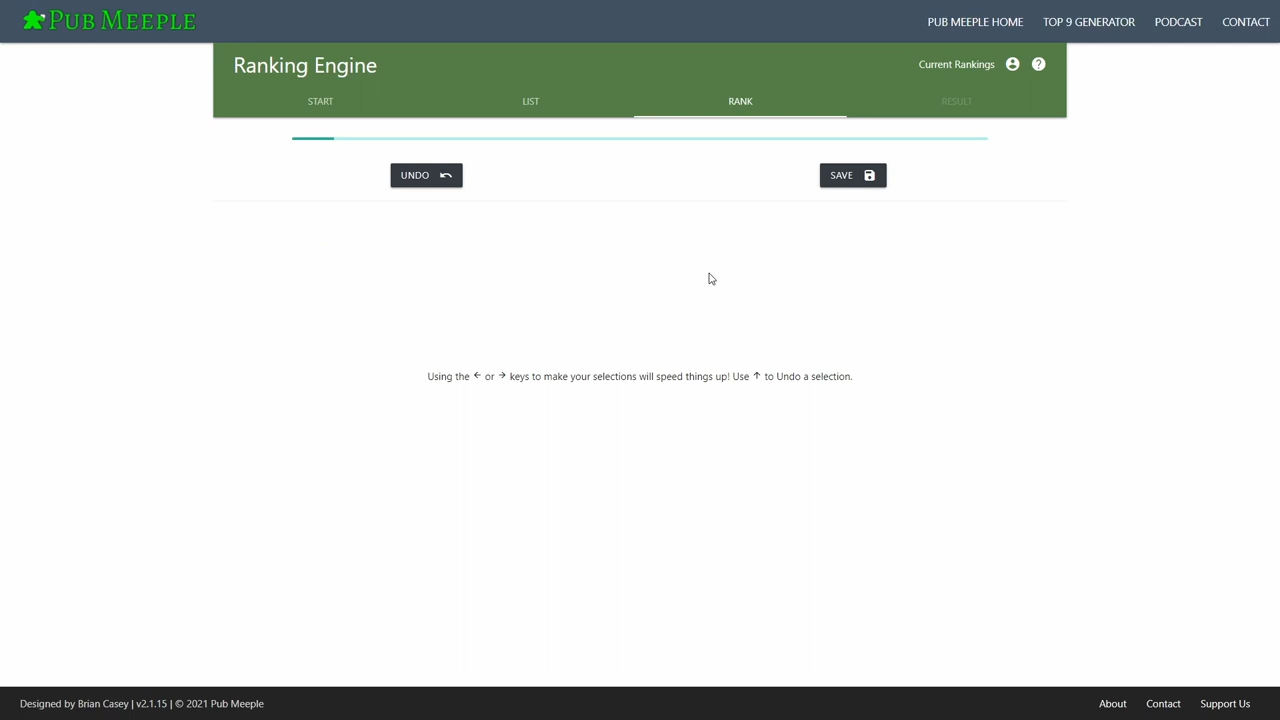 PUB MEEPLE
PUB MEEPLE HOME TOP 9 GENERATOR PODCAST CONTACT
Ranking Engine
Current Rankings
START LIST RANK RESULT
UNDO SAVE
Using the ← or → keys to make your selections will speed things up! Use ↑ to Undo a selection.
Designed by Brian Casey | v2.1.15 | © 2021 Pub Meeple
About Contact Support Us